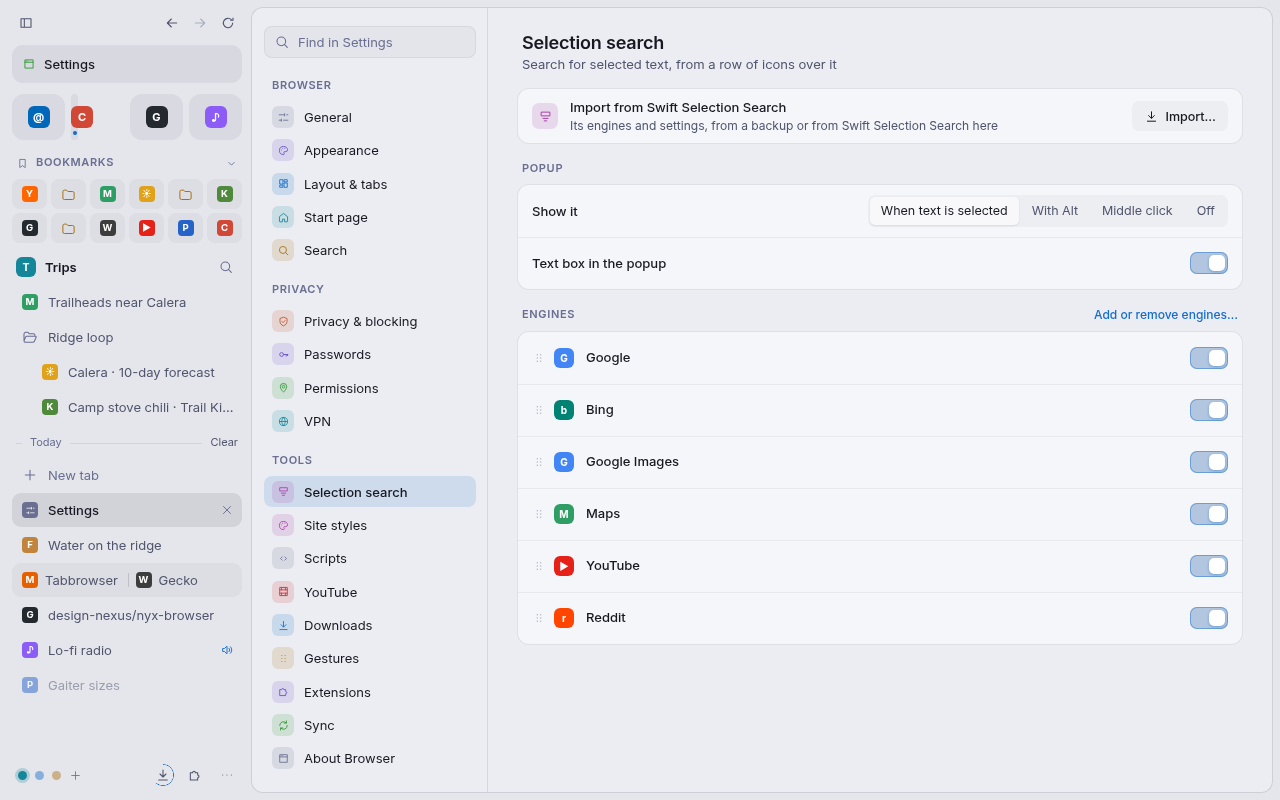 Settings
@
C
G
BOOKMARKS
Y
M
K
G
W
P
C
T
Trips
M
Trailheads near Calera
Ridge loop
Calera · 10-day forecast
K
Camp stove chili · Trail Ki...
Today
Clear
New tab
Settings
F
Water on the ridge
M
Tabbrowser
W
Gecko
G
design-nexus/nyx-browser
Lo-fi radio
P
Gaiter sizes
Find in Settings
BROWSER
General
Appearance
Layout & tabs
Start page
Search
PRIVACY
Privacy & blocking
Passwords
Permissions
VPN
TOOLS
Selection search
Site styles
Scripts
YouTube
Downloads
Gestures
Extensions
Sync
About Browser
Selection search
Search for selected text, from a row of icons over it
Import from Swift Selection Search
Its engines and settings, from a backup or from Swift Selection Search here
Import...
POPUP
Show it
When text is selected
With Alt
Middle click
Off
Text box in the popup
ENGINES
Add or remove engines...
G
Google
b
Bing
G
Google Images
M
Maps
YouTube
r
Reddit